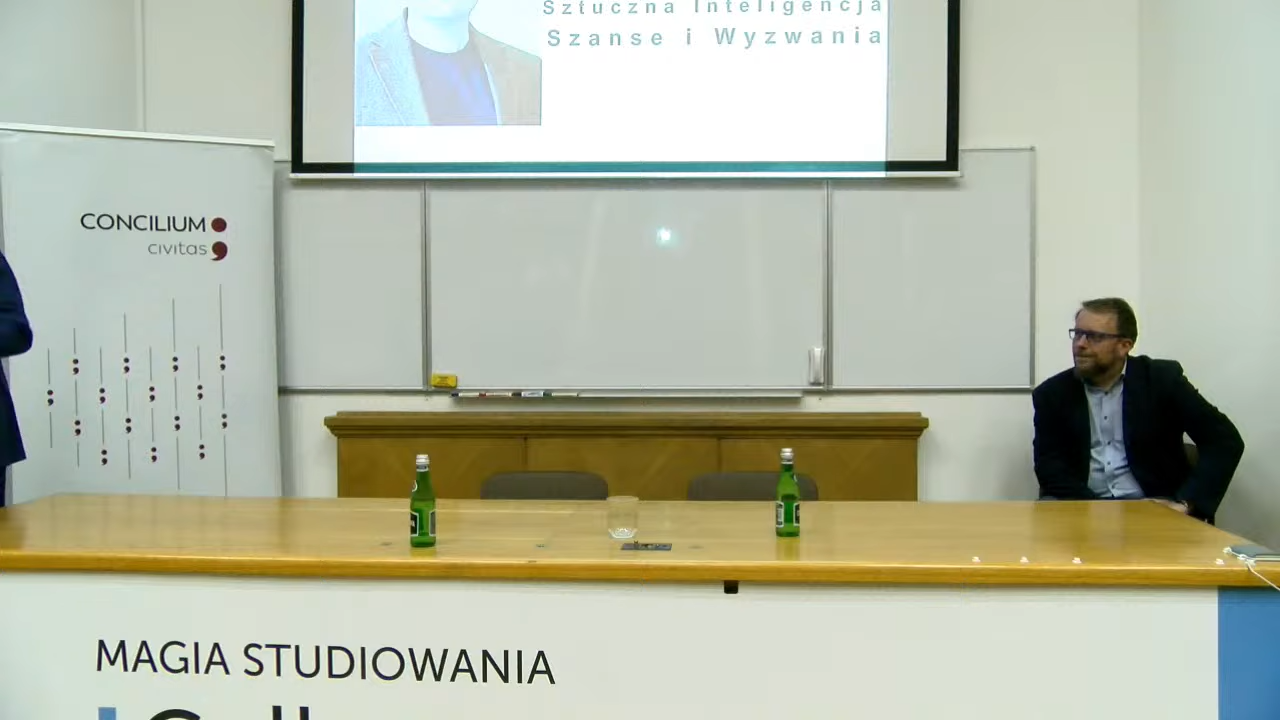 Sztuczna Inteligencja
Szanse i Wyzwania
CONCILIUM
civitas
MAGIA STUDIOWANIA